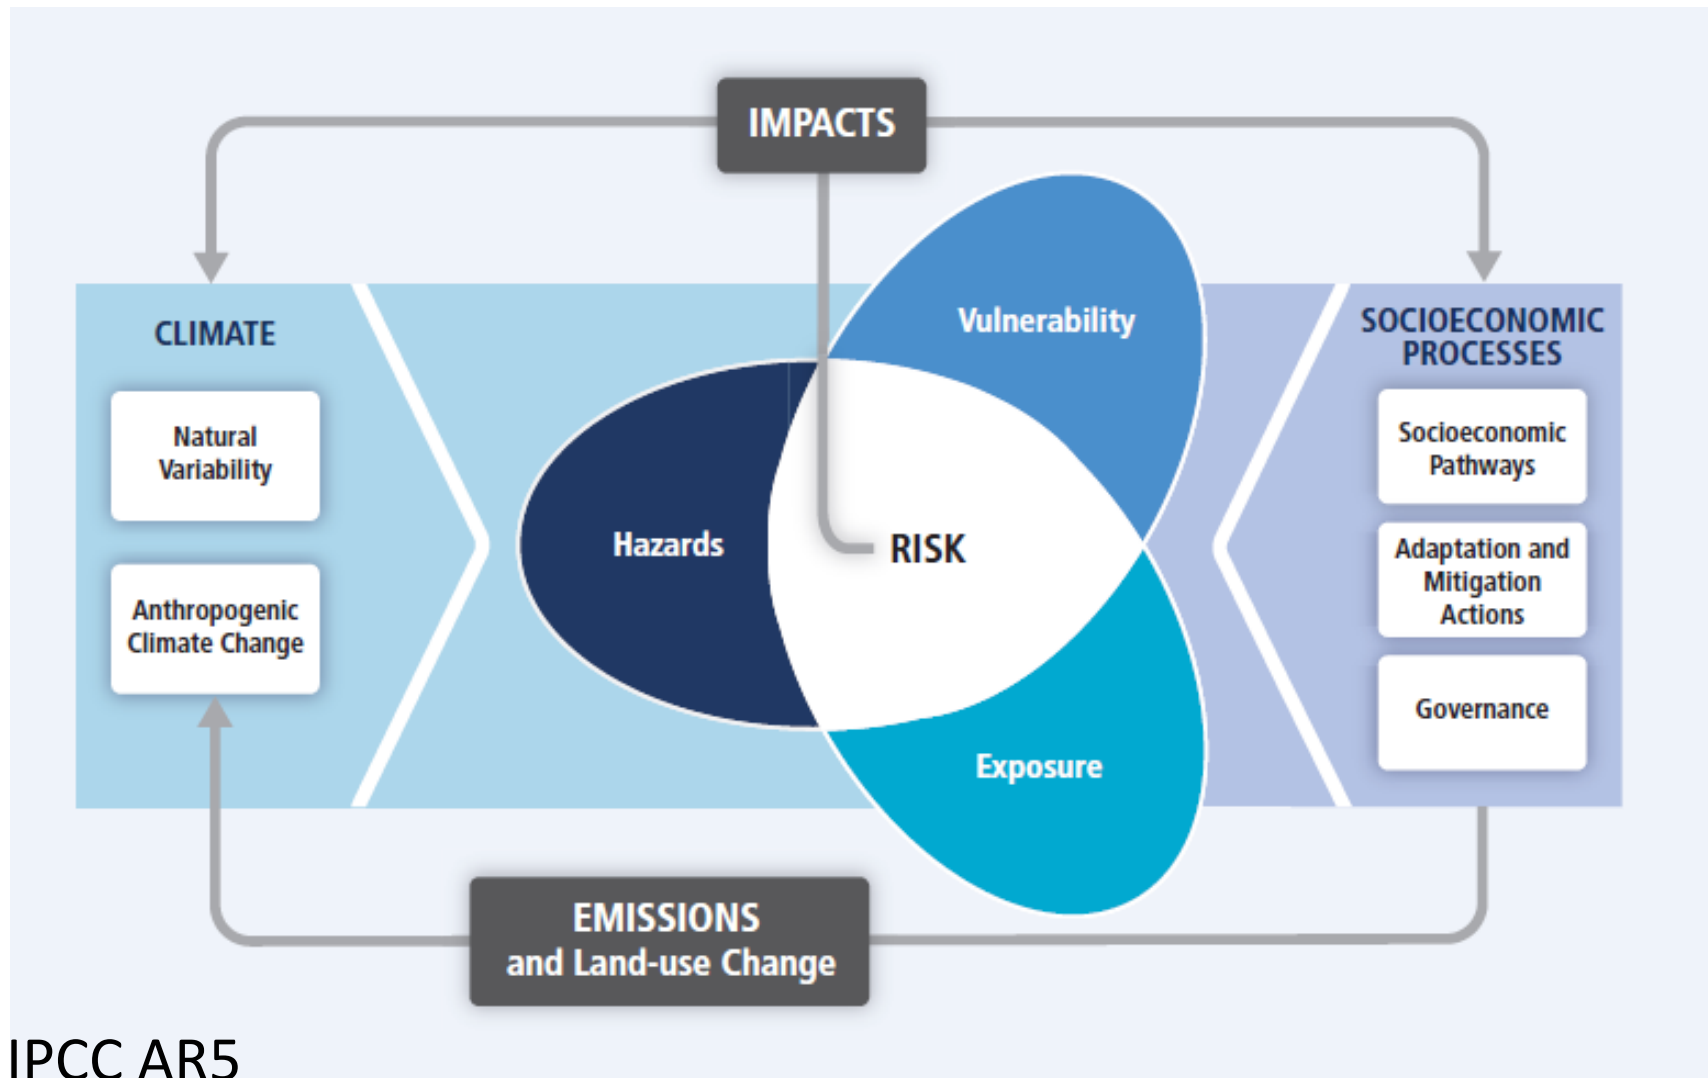 IMPACTS
Vulnerability
CLIMATE
SOCIOECONOMIC
PROCESSES
Natural
Variability
Socioeconomic
Pathways
Hazards
RISK
Adaptation and
Mitigation
Actions
Anthropogenic
Climate Change
Governance
Exposure
EMISSIONS
and Land-use Change
IPCC AR5